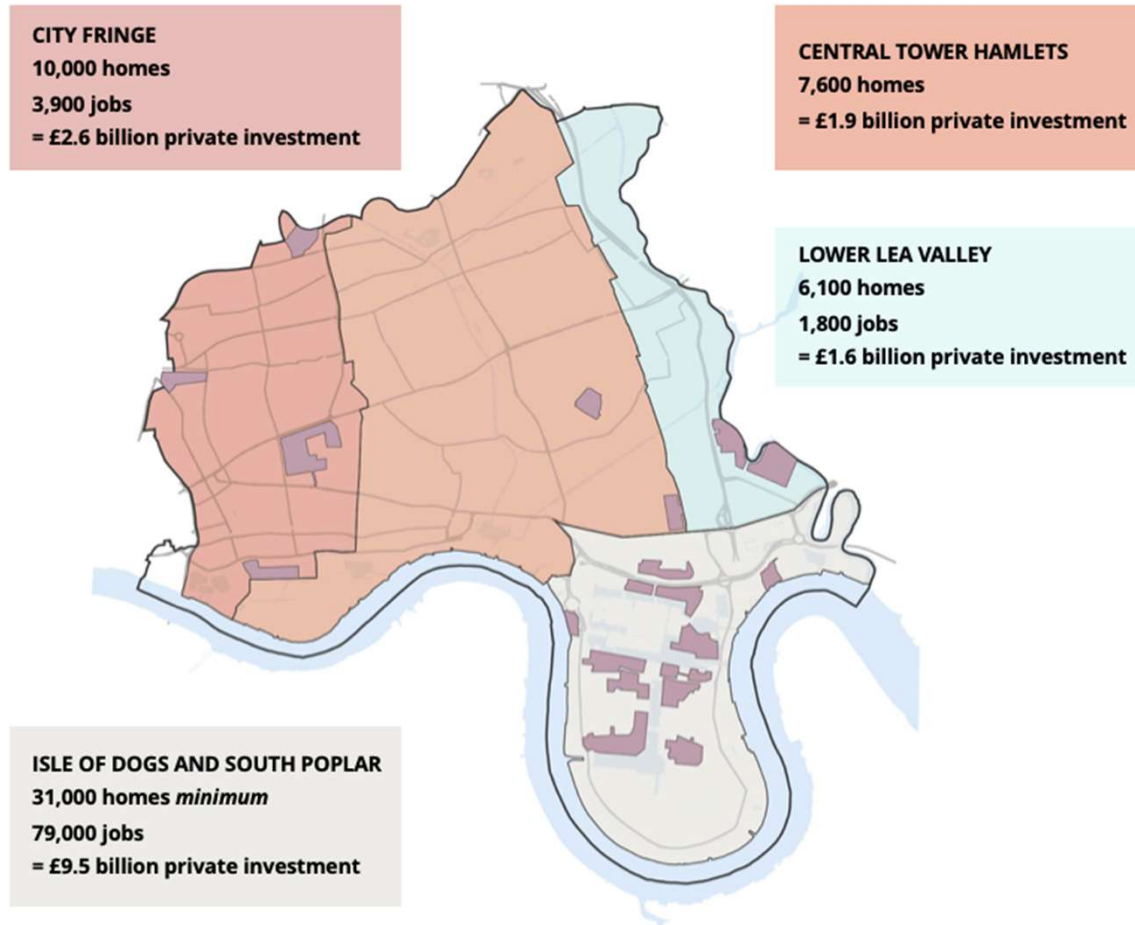 CITY FRINGE
10,000 homes
3,900 jobs
= £2.6 billion private investment
CENTRAL TOWER HAMLETS
7,600 homes
= £1.9 billion private investment
LOWER LEA VALLEY
6,100 homes
1,800 jobs
= £1.6 billion private investment
ISLE OF DOGS AND SOUTH POPLAR
31,000 homes minimum
79,000 jobs
= £9.5 billion private investment